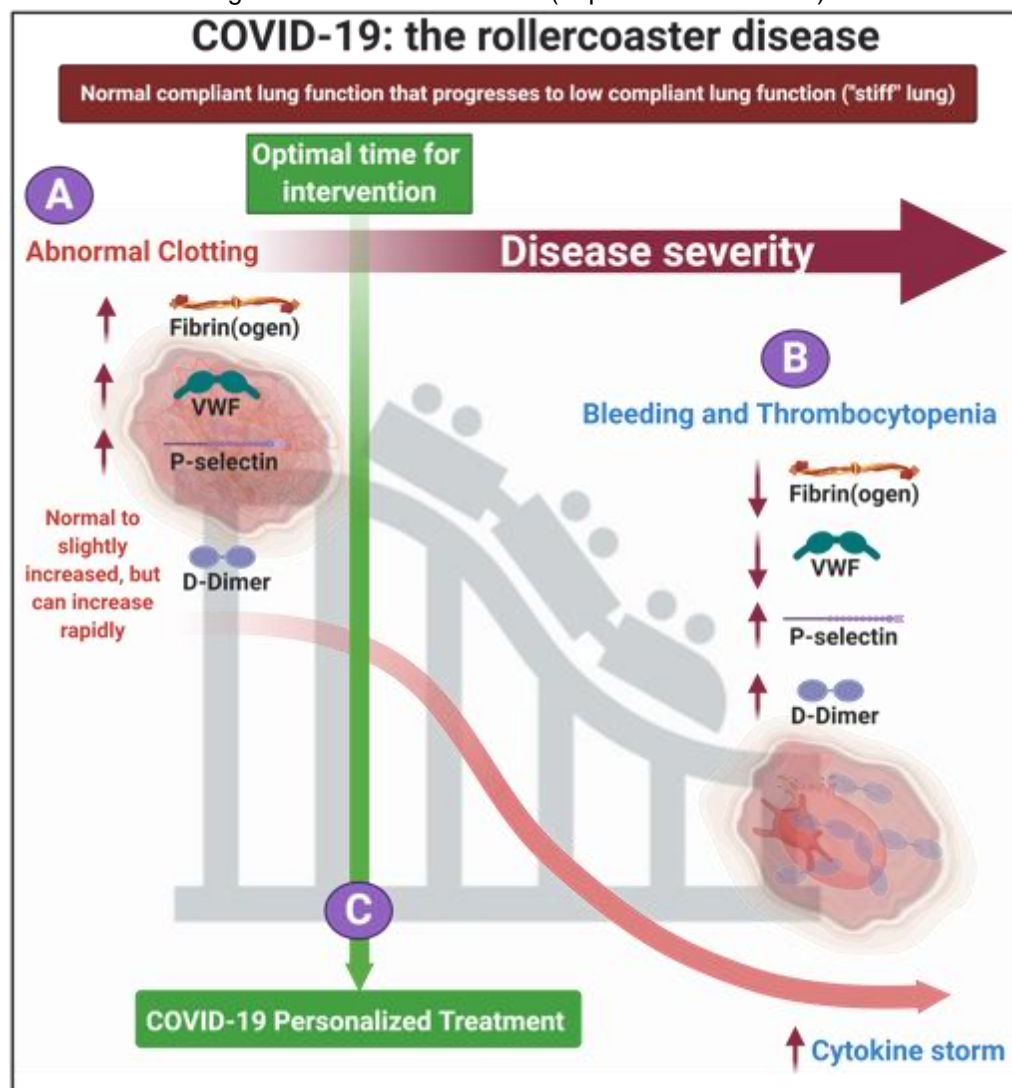 COVID-19: the rollercoaster disease
Normal compliant lung function that progresses to low compliant lung function ("stiff" lung)
Optimal time for
intervention
A
Abnormal Clotting
Disease severity
Fibrin(ogen)
VWF
P-selectin
Normal to
slightly
increased, but
can increase
rapidly
D-Dimer
B
Bleeding and Thrombocytopenia
Fibrin(ogen)
VWF
P-selectin
D-Dimer
C
COVID-19 Personalized Treatment
Cytokine storm